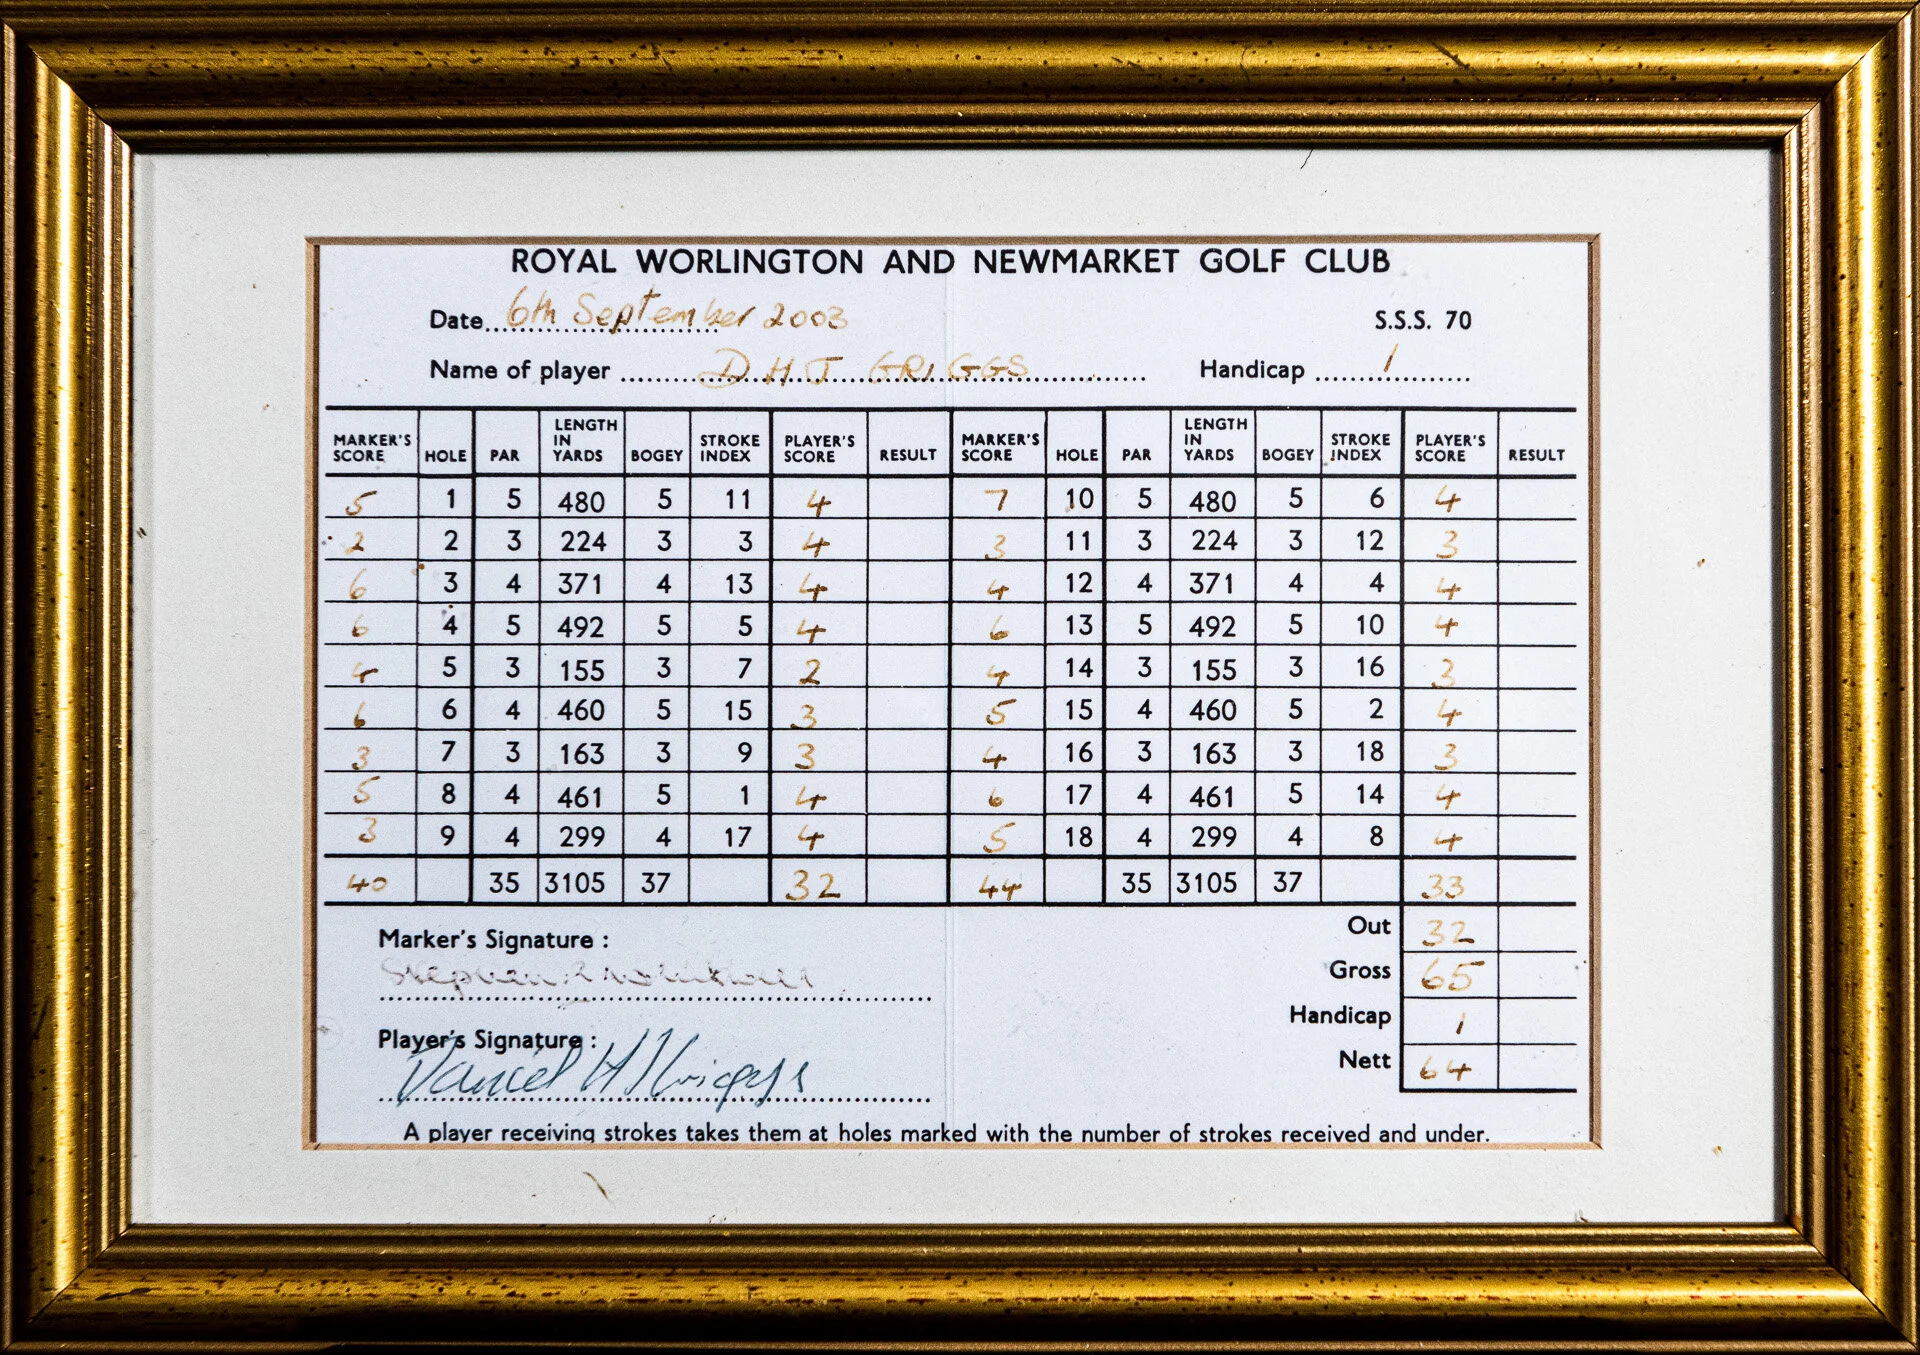 ROYAL WORLINGTON AND NEWMARKET GOLF CLUB
Date 6th September 2003 S.S.S. 70
Name of player D H J GRIGGS Handicap 1
MARKER'S SCORE HOLE PAR LENGTH IN YARDS BOGEY STROKE INDEX PLAYER'S SCORE RESULT MARKER'S SCORE HOLE PAR LENGTH IN YARDS BOGEY STROKE INDEX PLAYER'S SCORE RESULT
5 1 5 480 5 11 4 7 10 5 480 5 6 4
2 2 3 224 3 3 4 3 11 3 224 3 12 3
6 3 4 371 4 13 4 4 12 4 371 4 4 4
6 4 5 492 5 5 4 6 13 5 492 5 10 4
4 5 3 155 3 7 2 4 14 3 155 3 16 3
6 6 4 460 5 15 3 5 15 4 460 5 2 4
3 7 3 163 3 9 3 4 16 3 163 3 18 3
5 8 4 461 5 1 4 6 17 4 461 5 14 4
3 9 4 299 4 17 4 5 18 4 299 4 8 4
40 35 3105 37 32 44 35 3105 37 33
Out 32
Marker's Signature :
Stephen
Gross 65
Handicap 1
Player's Signature :
Daniel H J Griggs
Nett 64
A player receiving strokes takes them at holes marked with the number of strokes received and under.